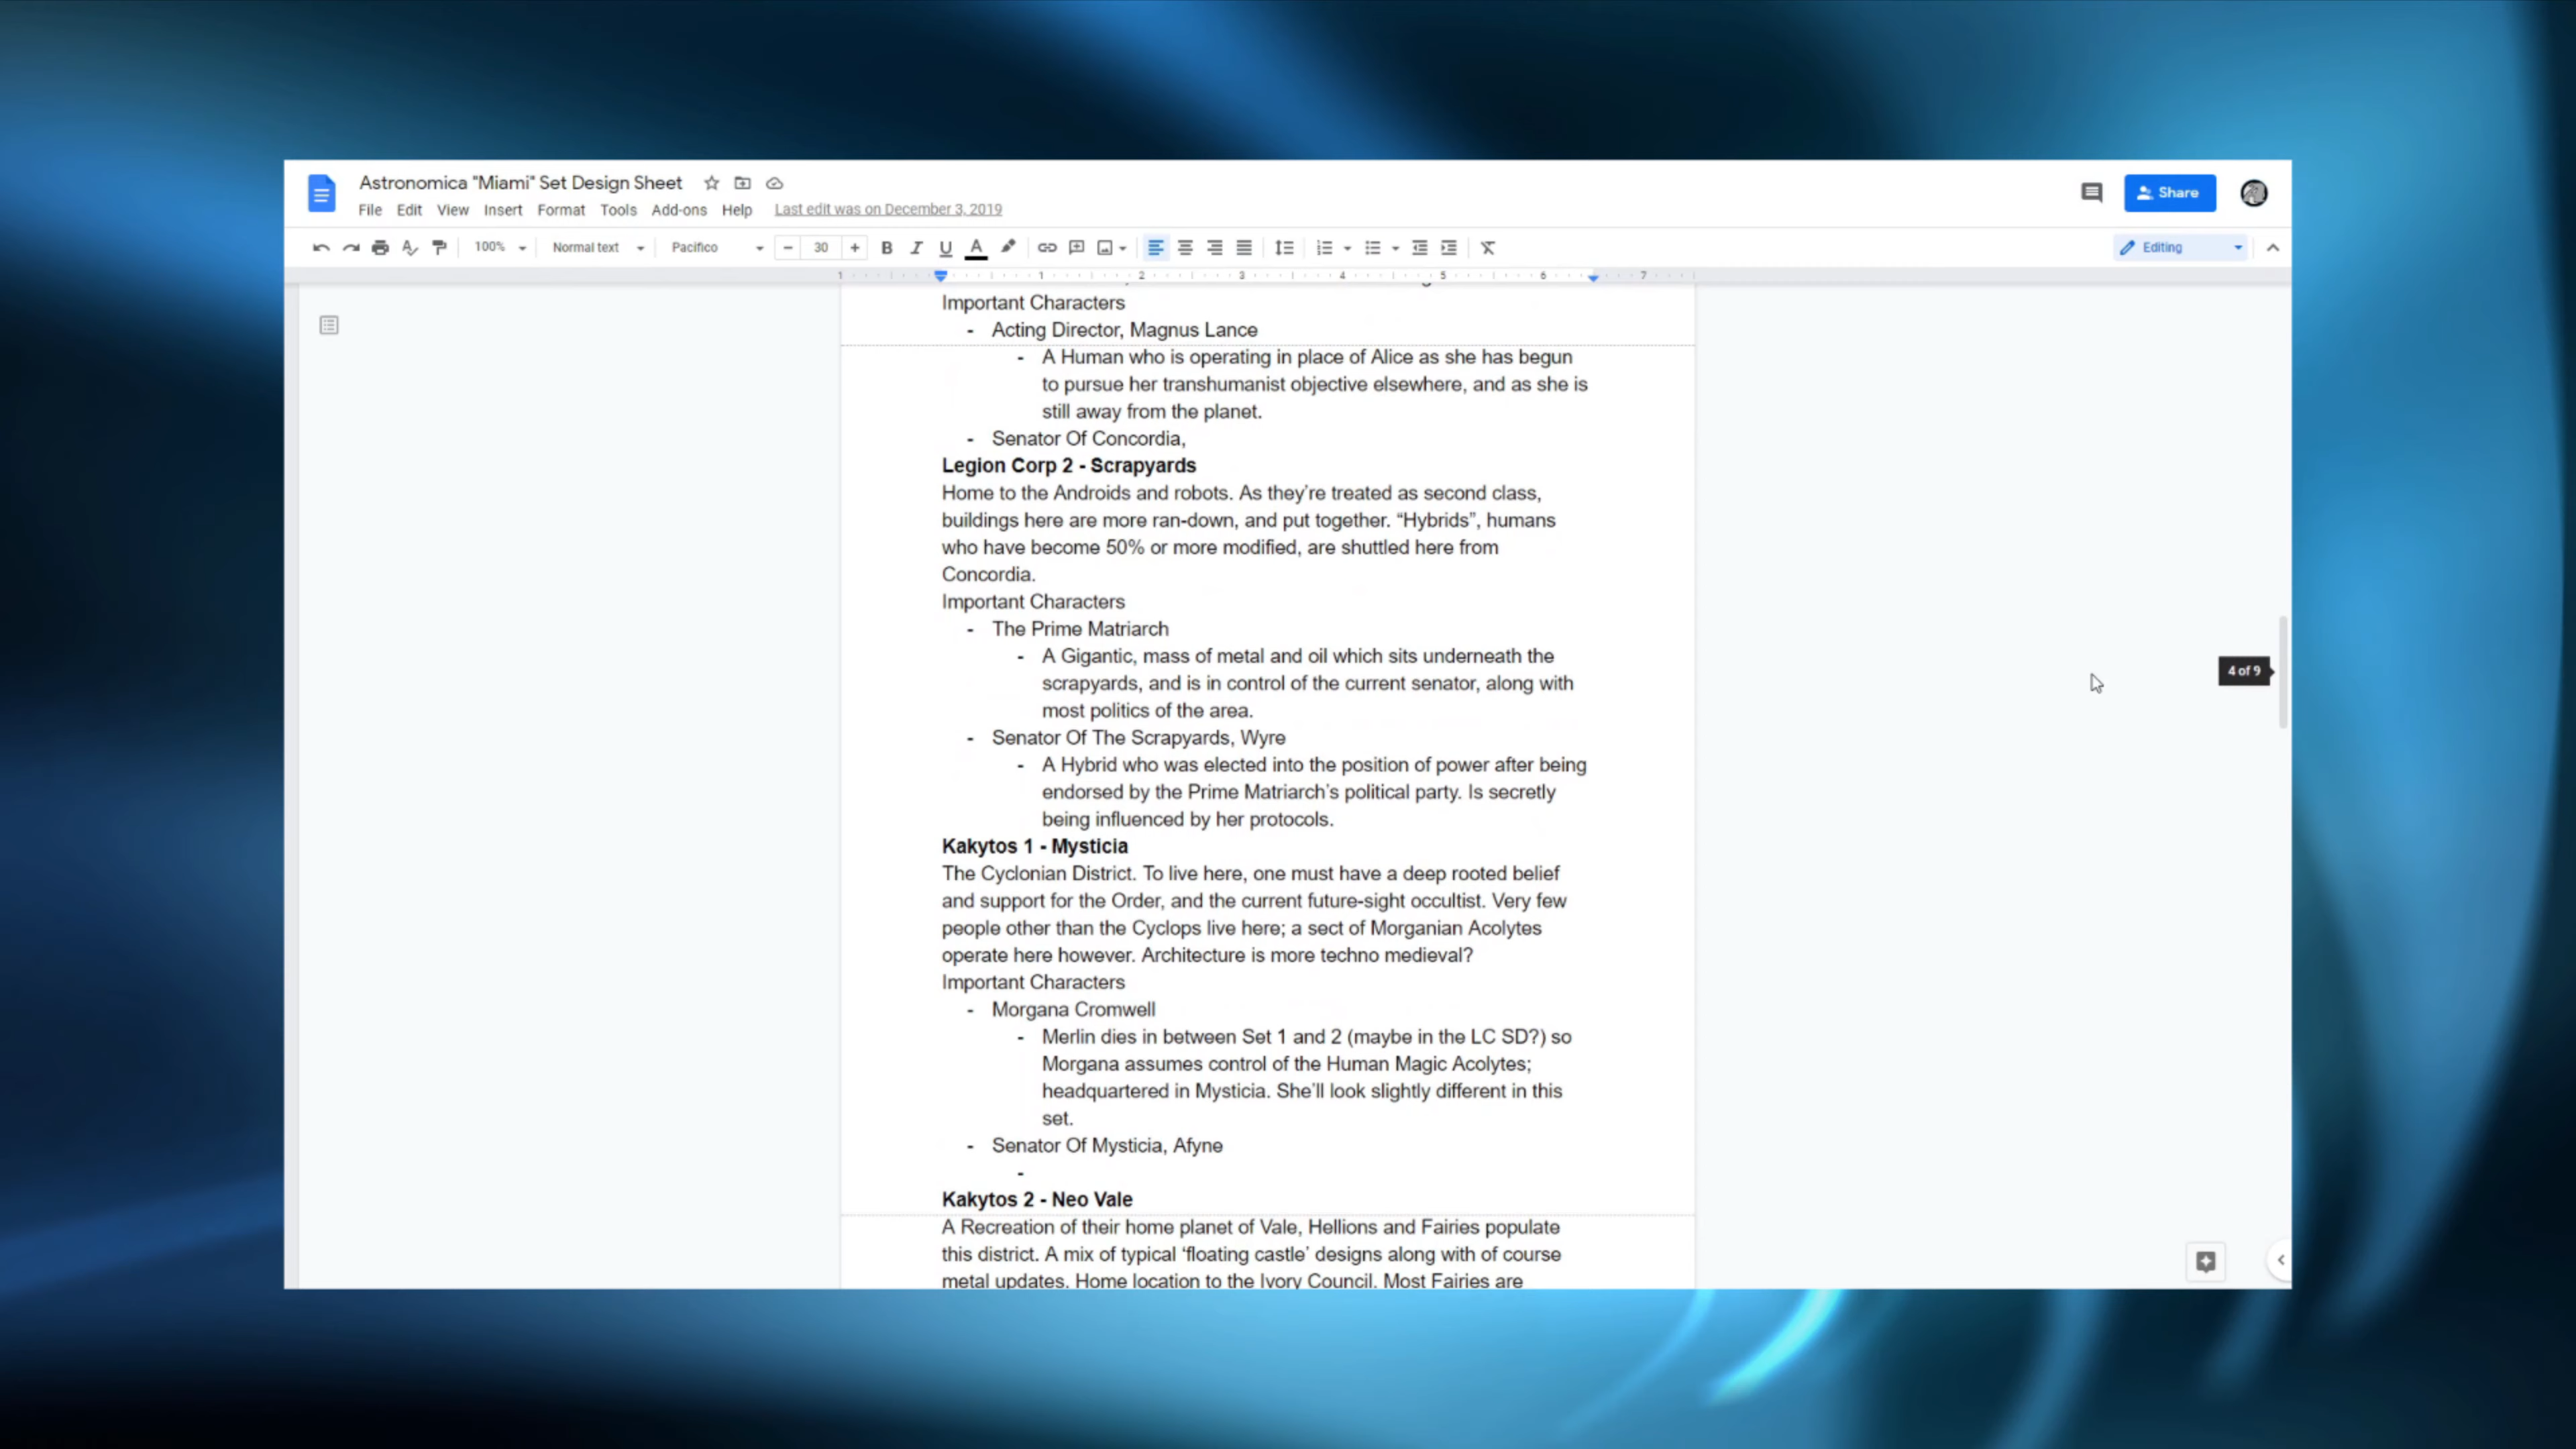 Astronomica "Miami" Set Design Sheet
File Edit View Insert Format Tools Add-ons Help Last edit was on December 3, 2019
Share
100% Normal text Pacifico - 30 + B I U A Editing
1 1 2 3 4 5 6 7
Important Characters
- Acting Director, Magnus Lance
- A Human who is operating in place of Alice as she has begun
to pursue her transhumanist objective elsewhere, and as she is
still away from the planet.
- Senator Of Concordia,
Legion Corp 2 - Scrapyards
Home to the Androids and robots. As they’re treated as second class,
buildings here are more ran-down, and put together. “Hybrids”, humans
who have become 50% or more modified, are shuttled here from
Concordia.
Important Characters
- The Prime Matriarch
- A Gigantic, mass of metal and oil which sits underneath the
scrapyards, and is in control of the current senator, along with
most politics of the area.
- Senator Of The Scrapyards, Wyre
- A Hybrid who was elected into the position of power after being
endorsed by the Prime Matriarch’s political party. Is secretly
being influenced by her protocols.
Kakytos 1 - Mysticia
The Cyclonian District. To live here, one must have a deep rooted belief
and support for the Order, and the current future-sight occultist. Very few
people other than the Cyclops live here; a sect of Morganian Acolytes
operate here however. Architecture is more techno medieval?
Important Characters
- Morgana Cromwell
- Merlin dies in between Set 1 and 2 (maybe in the LC SD?) so
Morgana assumes control of the Human Magic Acolytes;
headquartered in Mysticia. She’ll look slightly different in this
set.
- Senator Of Mysticia, Afyne
-
Kakytos 2 - Neo Vale
A Recreation of their home planet of Vale, Hellions and Fairies populate
this district. A mix of typical ‘floating castle’ designs along with of course
metal updates. Home location to the Ivory Council. Most Fairies are
4 of 9